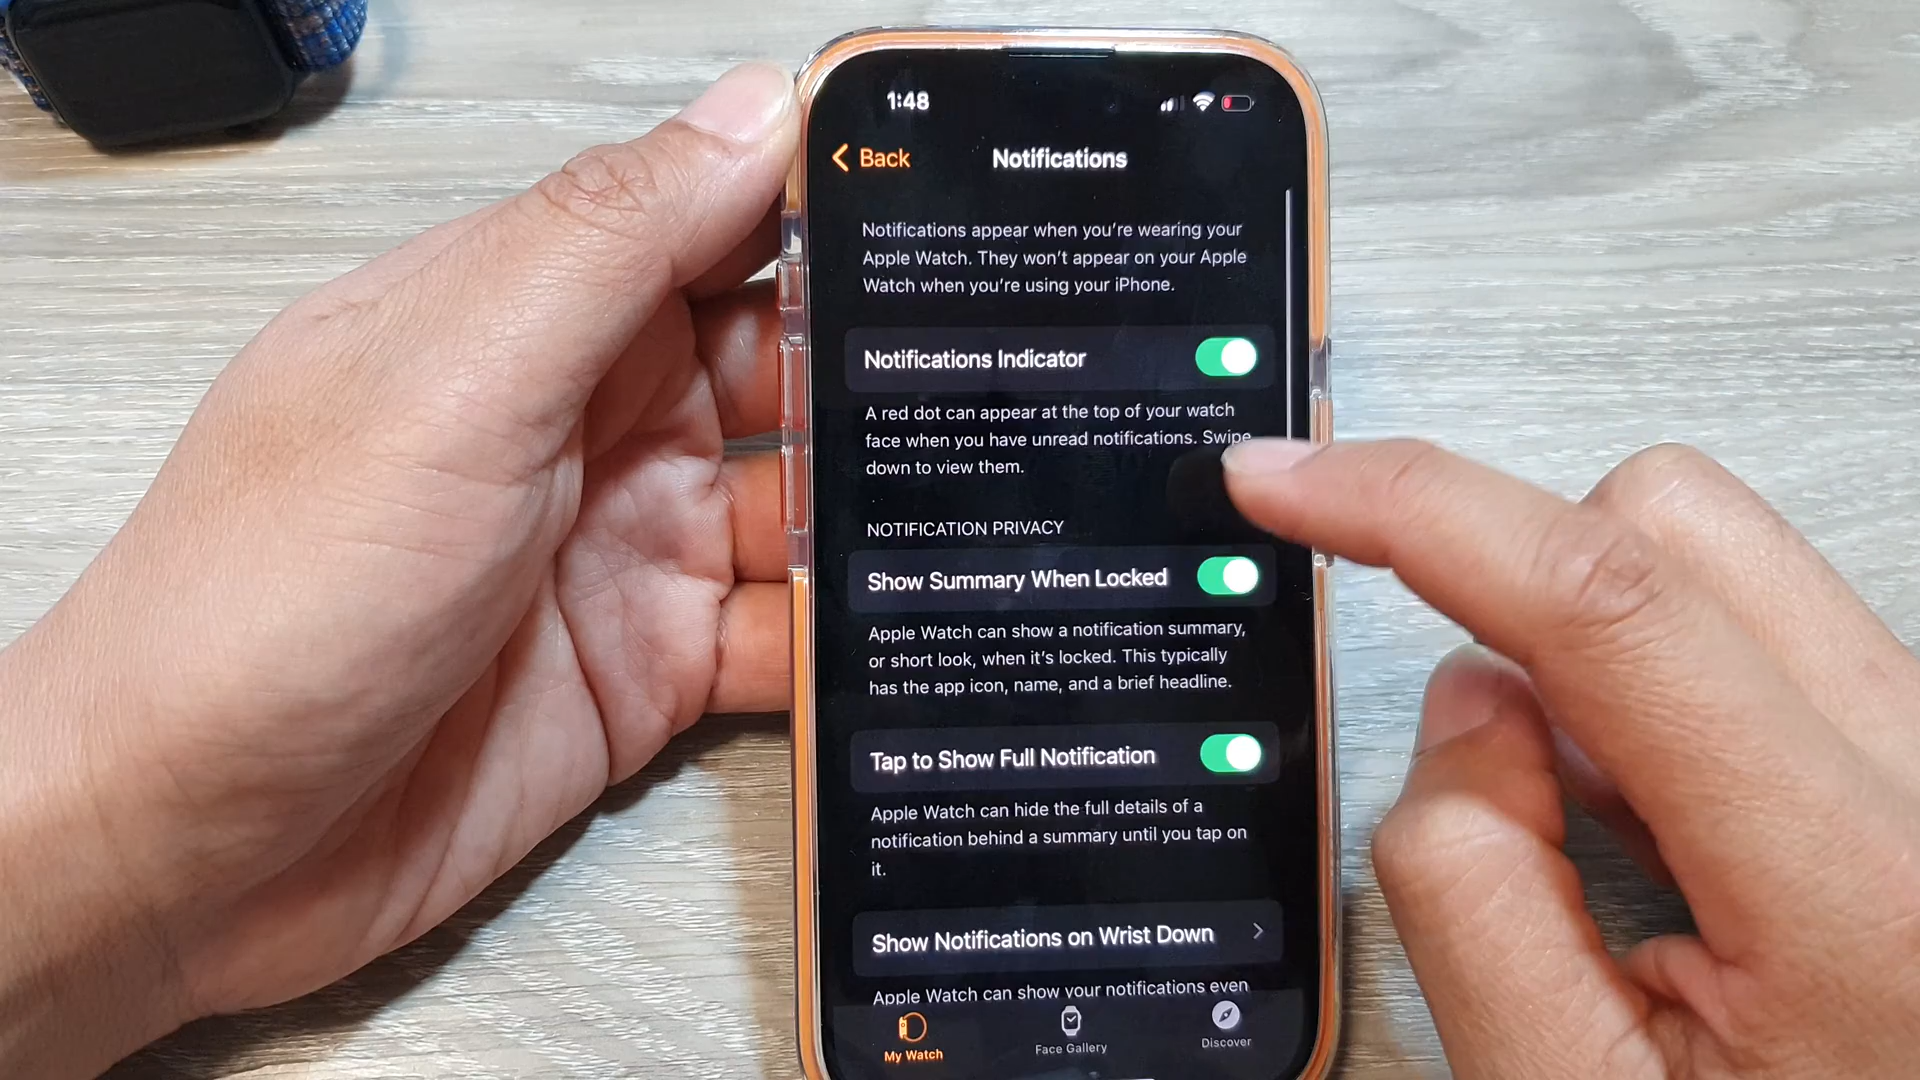 1:48
Back
Notifications
Notifications appear when you're wearing your
Apple Watch. They won't appear on your Apple
Watch when you're using your iPhone.
Notifications Indicator
A red dot can appear at the top of your watch
face when you have unread notifications. Swipe
down to view them.
NOTIFICATION PRIVACY
Show Summary When Locked
Apple Watch can show a notification summary,
or short look, when it's locked. This typically
has the app icon, name, and a brief headline.
Tap to Show Full Notification
Apple Watch can hide the full details of a
notification behind a summary until you tap on
it.
Show Notifications on Wrist Down
Apple Watch can show your notifications even
My Watch
Face Gallery
Discover